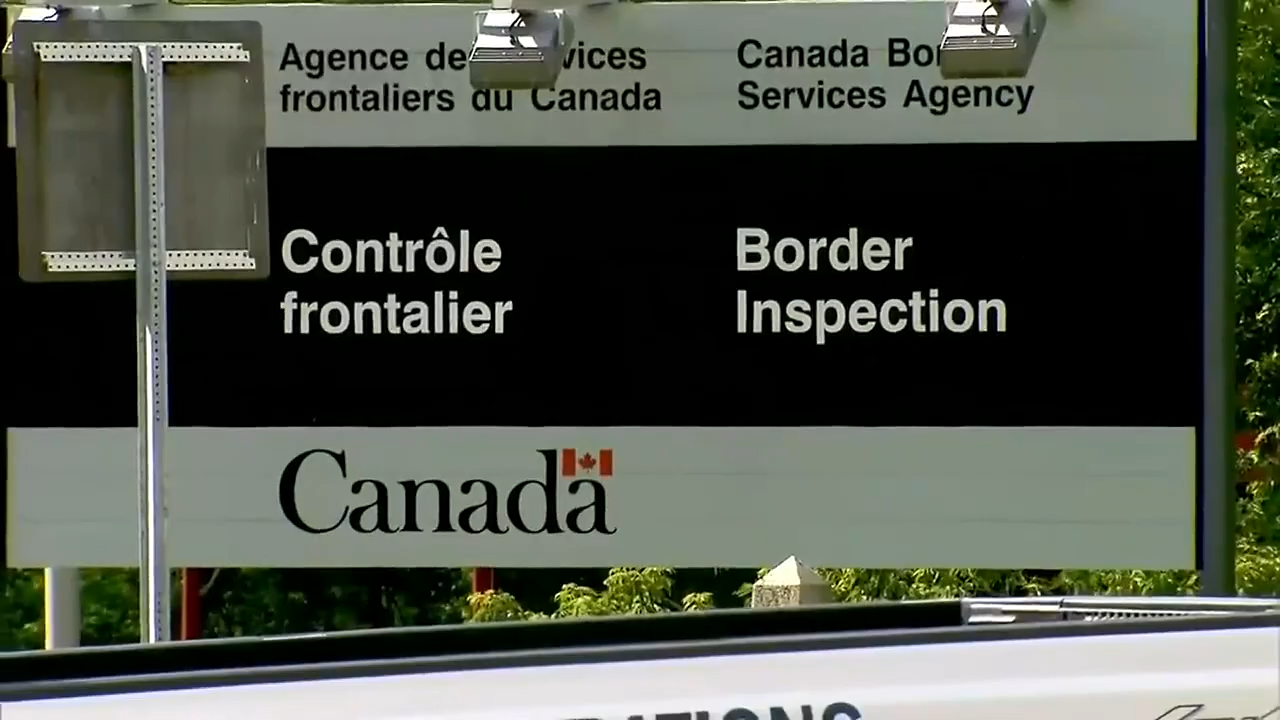 Agence de
frontaliers du Canada
Canada
Services Agency
Contrôle
frontalier
Border
Inspection
Canada